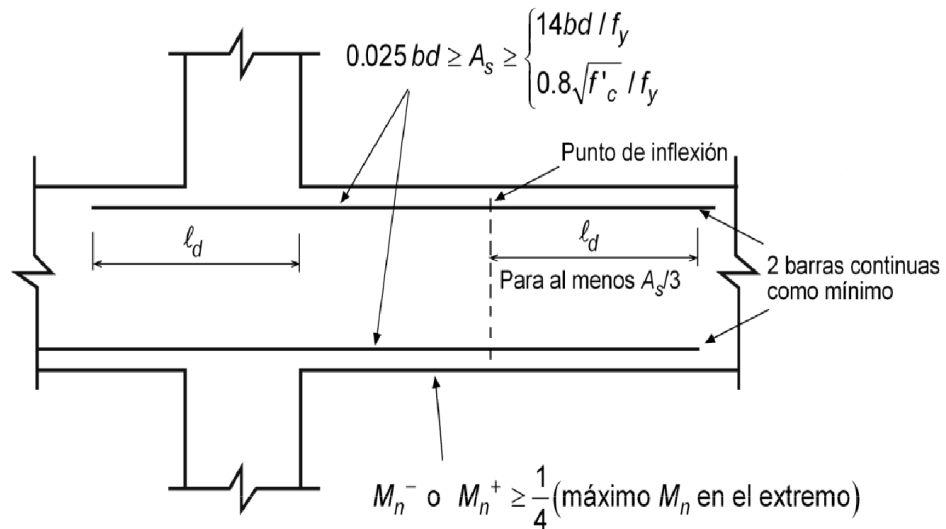 0.025 bd ≥ A_s ≥ { 14bd / f_y
0.8√f'_c / f_y
Punto de inflexión
ℓ_d
ℓ_d
Para al menos A_s/3
2 barras continuas
como mínimo
M_n⁻ o M_n⁺ ≥ 1/4 (máximo M_n en el extremo)